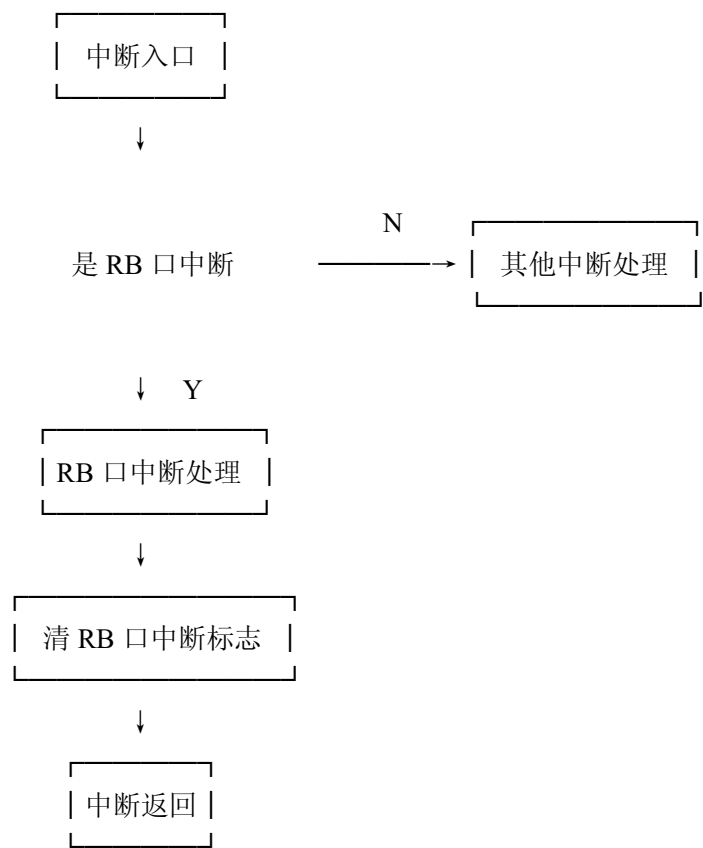 中断入口
↓
N
是 RB 口中断 → 其他中断处理
↓ Y
RB 口中断处理
↓
清 RB 口中断标志
↓
中断返回